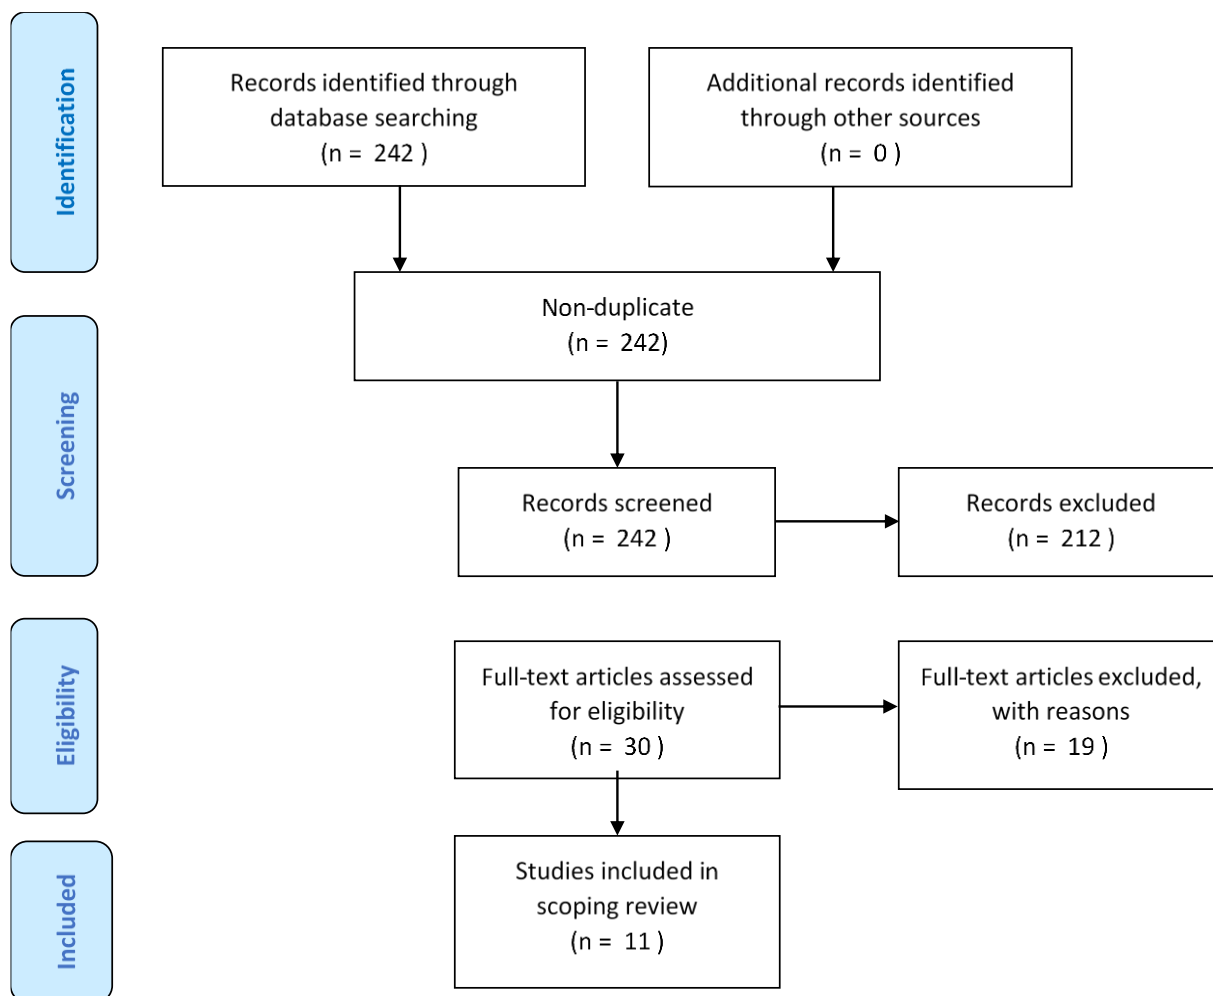 Identification
Records identified through
database searching
(n = 242 )
Additional records identified
through other sources
(n = 0 )
Non-duplicate
(n = 242)
Screening
Records screened
(n = 242 )
Records excluded
(n = 212 )
Eligibility
Full-text articles assessed
for eligibility
(n = 30 )
Full-text articles excluded,
with reasons
(n = 19 )
Included
Studies included in
scoping review
(n = 11 )